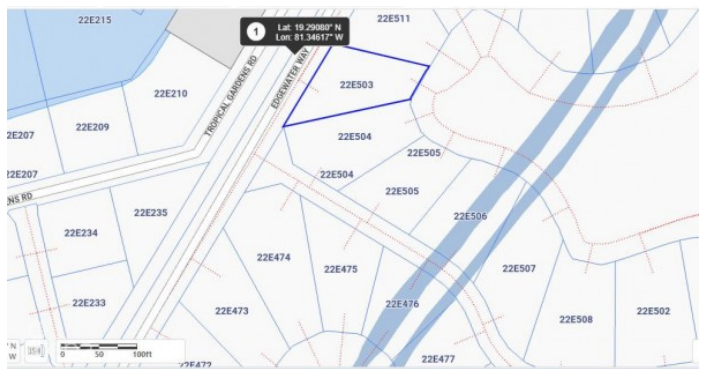 22E215
1
Lat: 19.29080° N
Lon: 81.34617° W
22E511
22E503
22E210
TROPICAL GARDENS RD
EDGEWATER WAY
22E207
22E209
22E504
22E505
22E207
22E504
22E505
ENS RD
22E235
22E506
22E234
22E474
22E475
22E507
22E233
22E473
22E476
22E508
22E502
° N
W
0 50 100ft
22E472
22E477